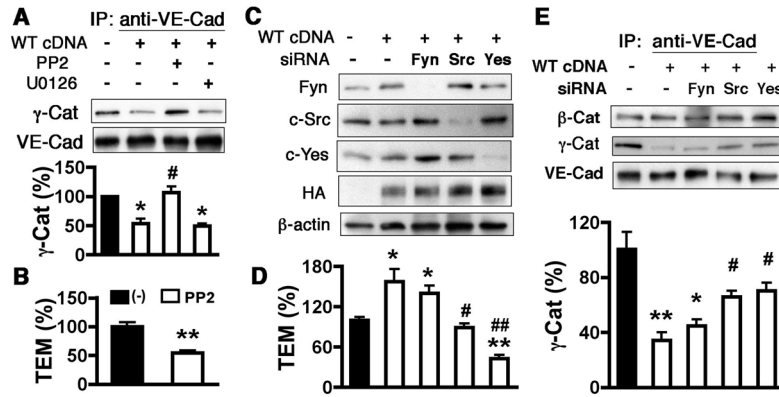 A
IP: anti-VE-Cad
WT cDNA - + + +
PP2 - - + -
U0126 - - - +
γ-Cat
VE-Cad
γ-Cat (%)
150
100
50
0
*
#
*
B
TEM (%)
150
100
50
0
(-) PP2
**
C
WT cDNA - + + + +
siRNA - - Fyn Src Yes
Fyn
c-Src
c-Yes
HA
β-actin
D
TEM (%)
180
120
60
0
*
*
#
##
**
E
IP: anti-VE-Cad
WT cDNA - + + + +
siRNA - - Fyn Src Yes
β-Cat
γ-Cat
VE-Cad
γ-Cat (%)
120
80
40
0
**
*
#
#